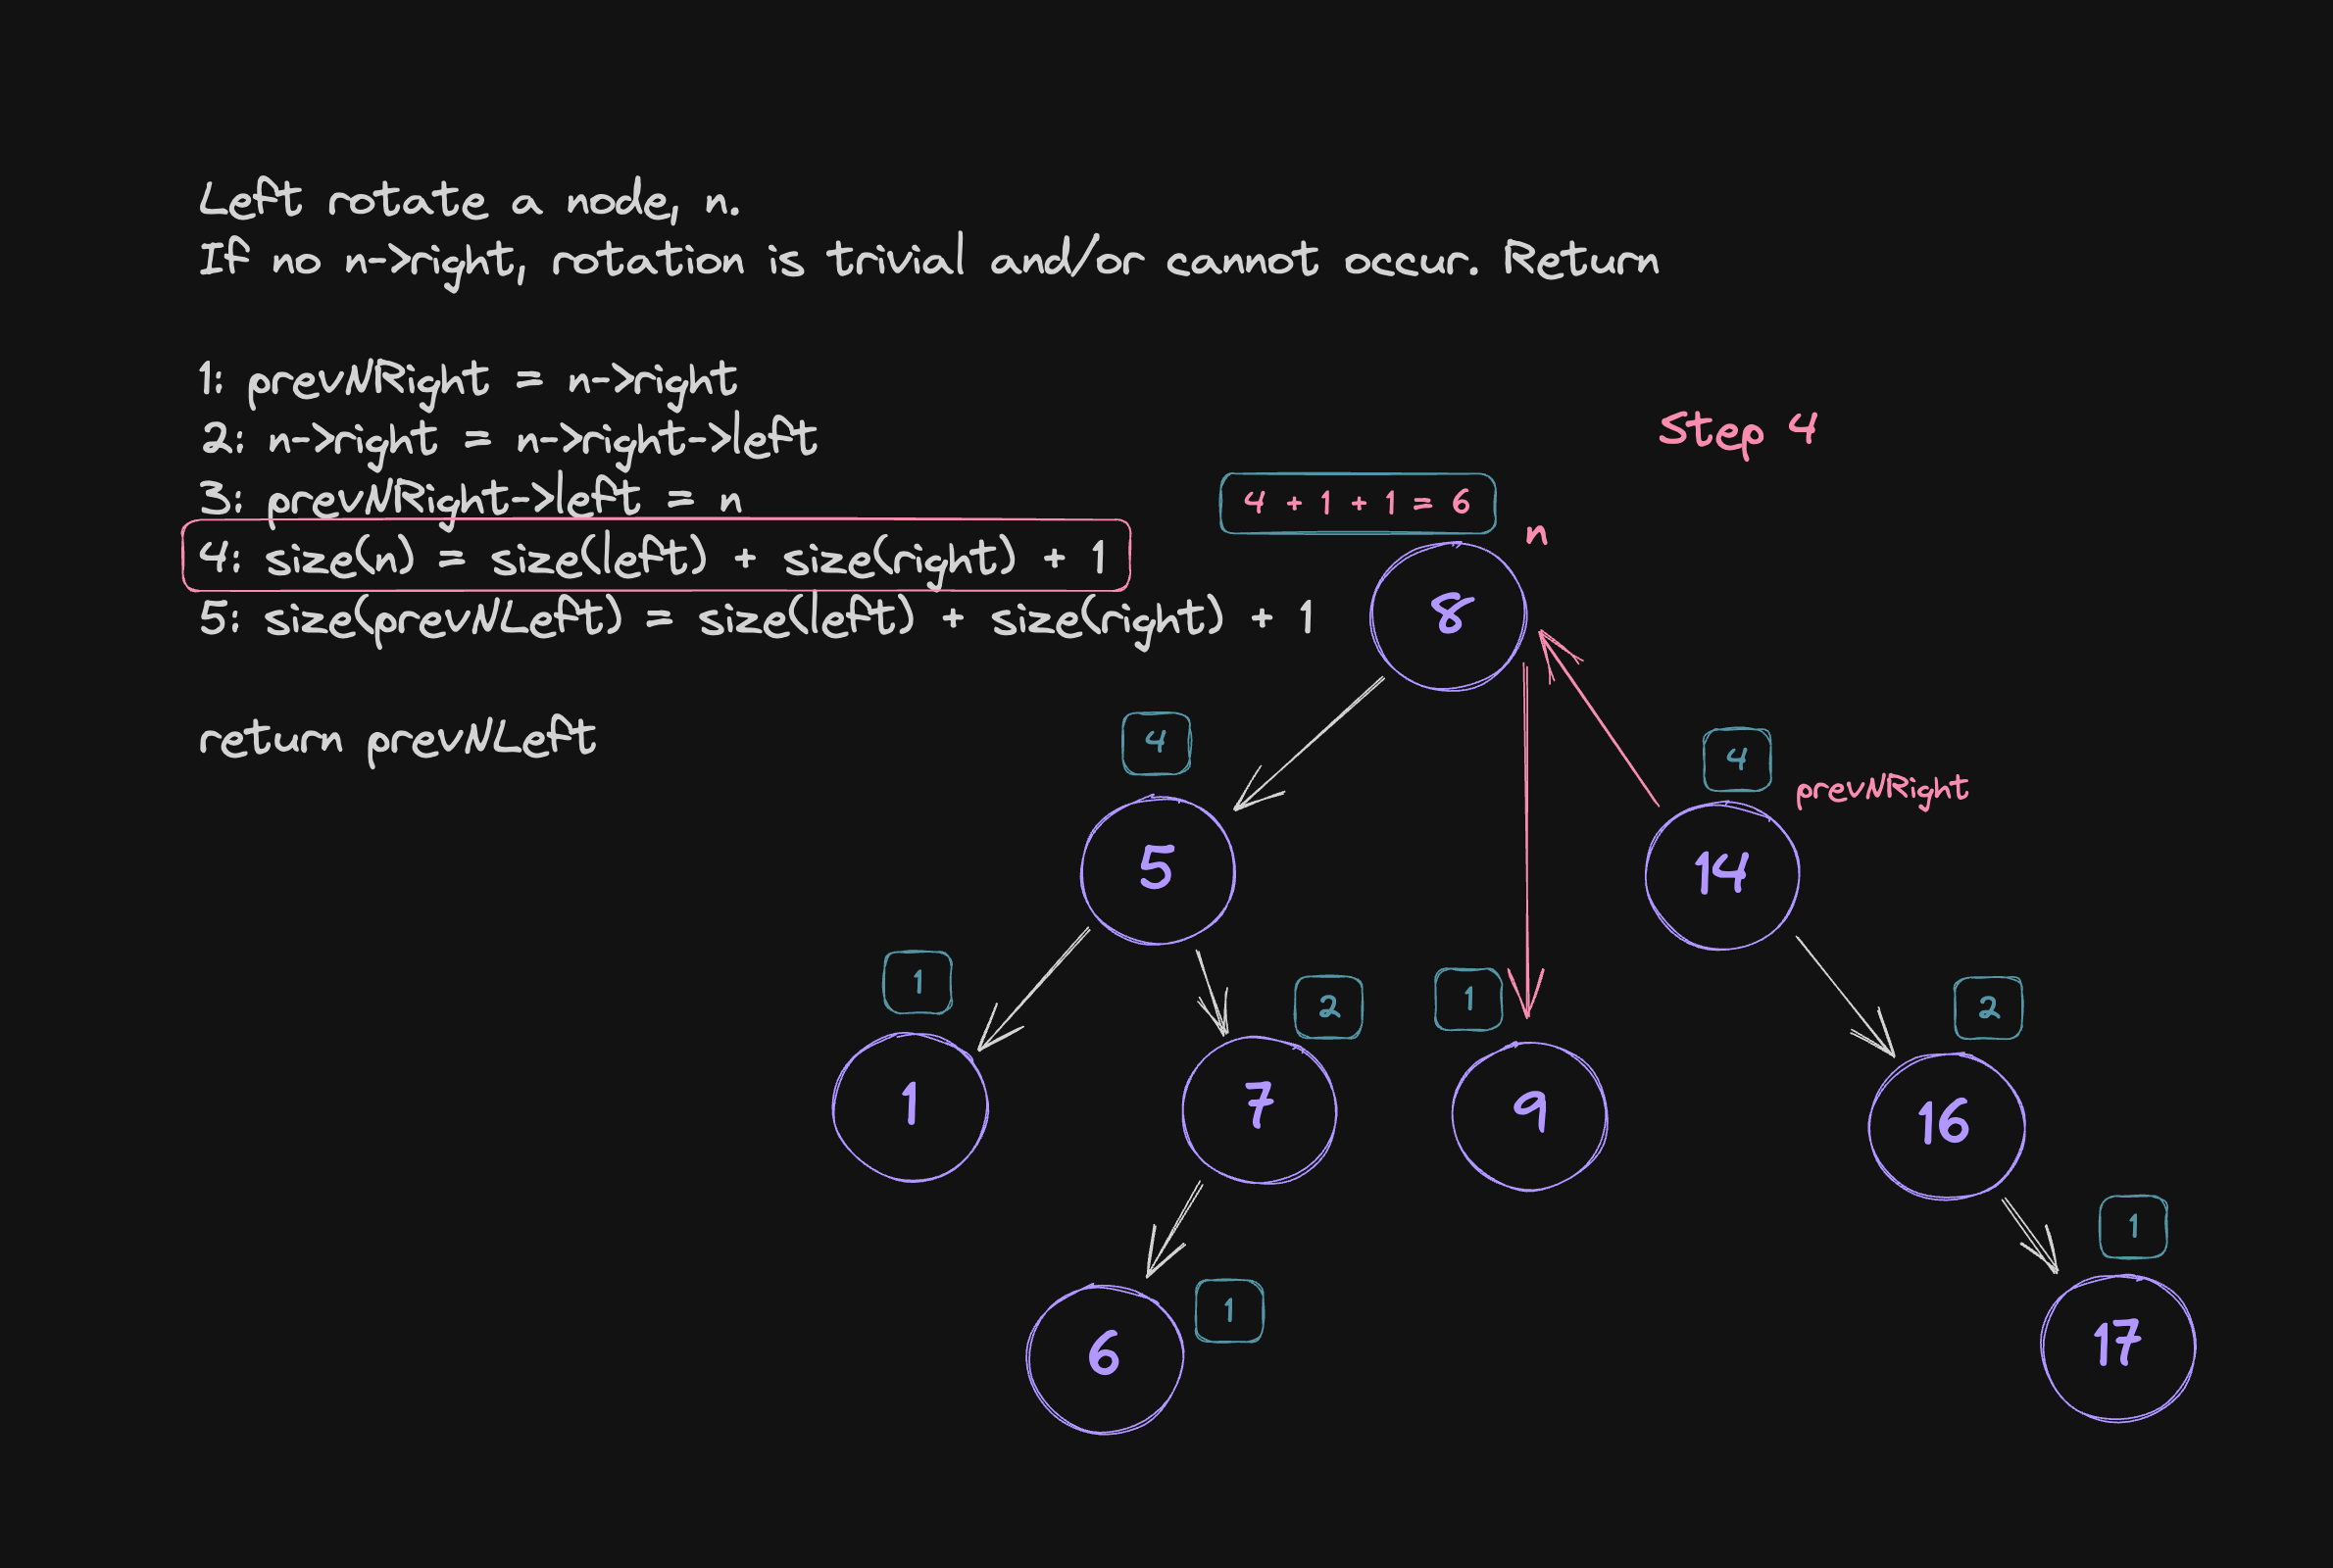 Left rotate a node, n.
If no n->right, rotation is trivial and/or cannot occur. Return
1: prevNRight = n->right
2: n->right = n->right->left
3: prevNRight->left = n
4: size(n) = size(left) + size(right) + 1
5: size(prevNLeft) = size(left) + size(right) + 1
return prevNLeft
Step 4
4 + 1 + 1 = 6
n
8
4
5
4
prevNRight
14
1
1
2
7
1
9
2
16
6
1
1
17